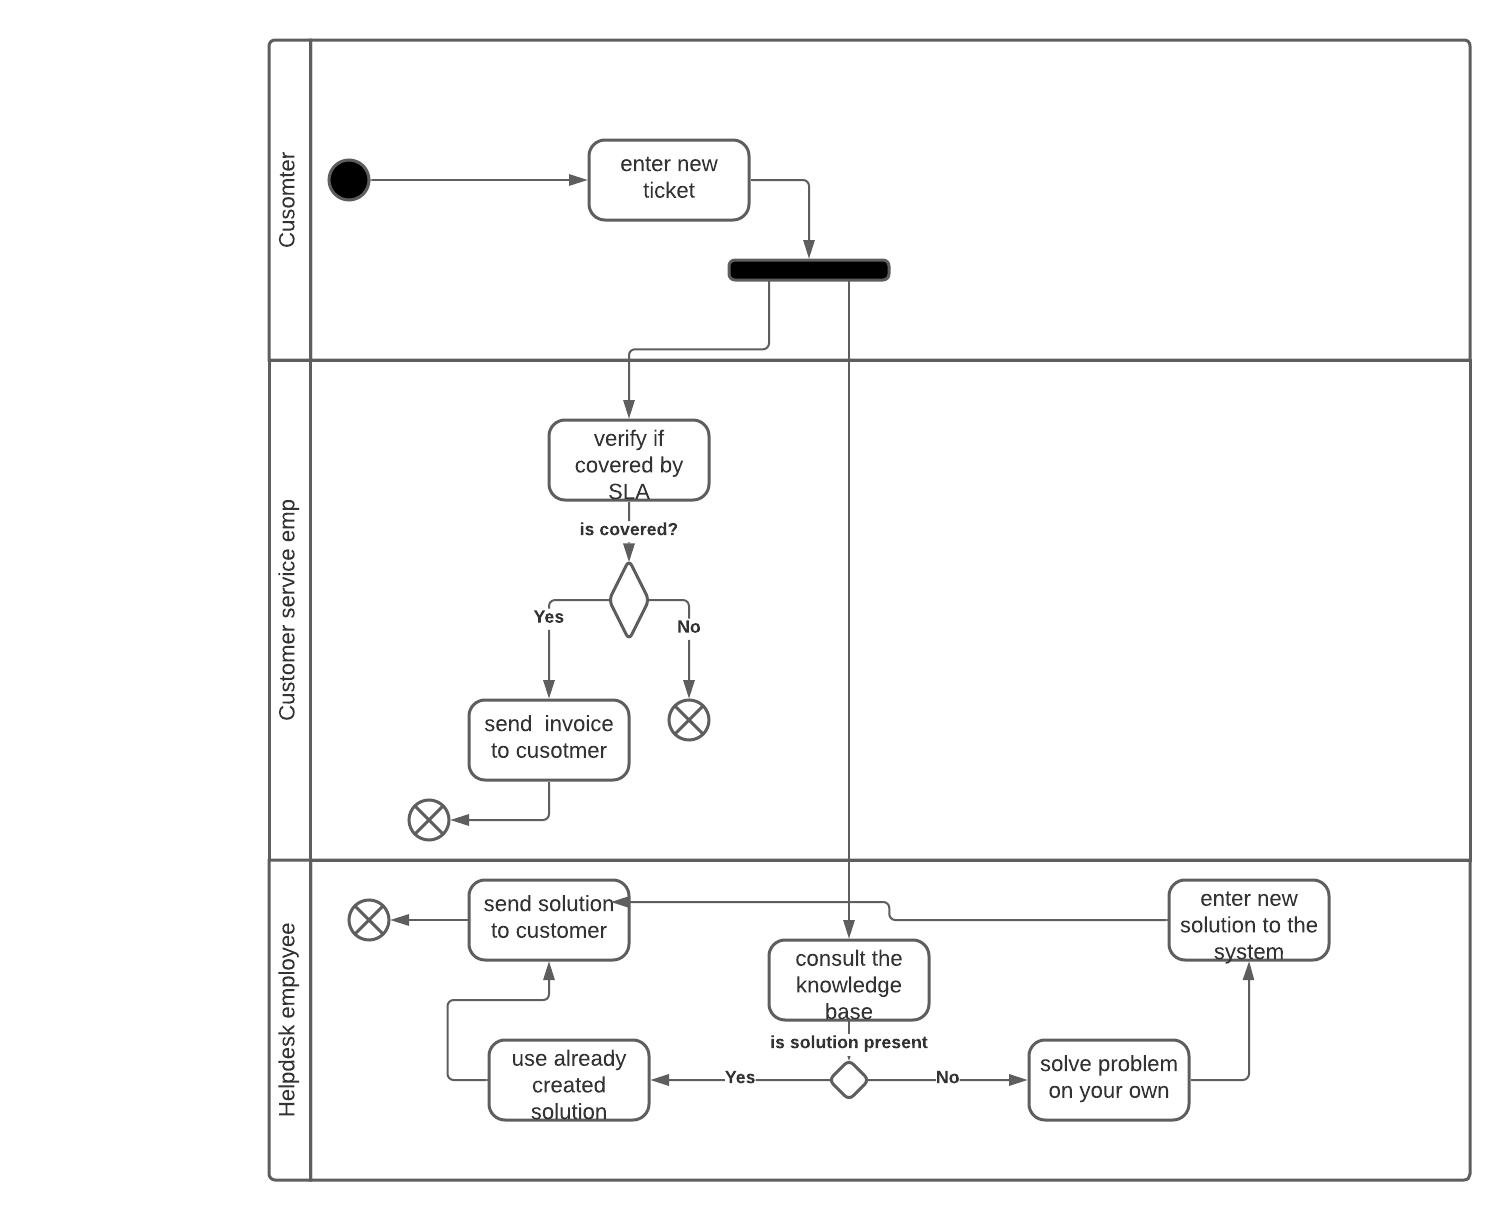 Cusomter
enter new
ticket
Customer service emp
verify if
covered by
SLA
is covered?
Yes
No
send  invoice
to cusotmer
Helpdesk employee
send solution
to customer
enter new
solution to the
system
consult the
knowledge
base
is solution present
Yes
No
use already
created
solution
solve problem
on your own